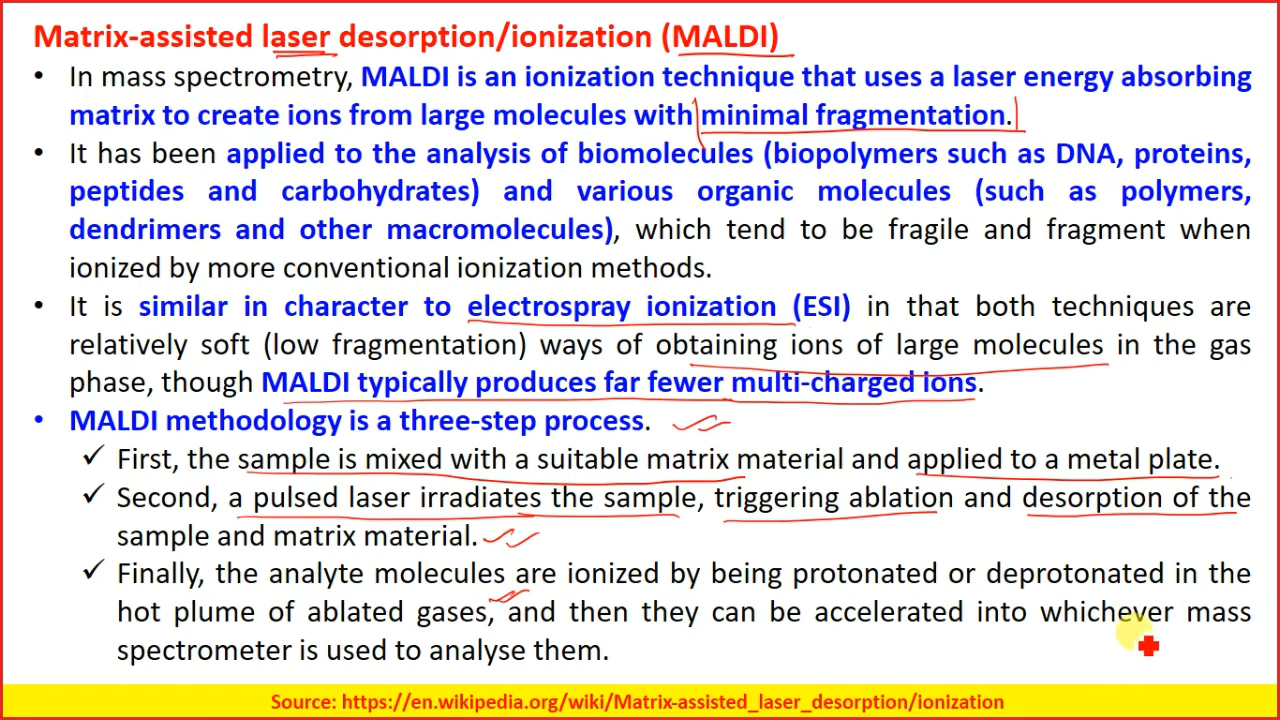 Matrix-assisted laser desorption/ionization (MALDI)
• In mass spectrometry, MALDI is an ionization technique that uses a laser energy absorbing
matrix to create ions from large molecules with minimal fragmentation.
• It has been applied to the analysis of biomolecules (biopolymers such as DNA, proteins,
peptides and carbohydrates) and various organic molecules (such as polymers,
dendrimers and other macromolecules), which tend to be fragile and fragment when
ionized by more conventional ionization methods.
• It is similar in character to electrospray ionization (ESI) in that both techniques are
relatively soft (low fragmentation) ways of obtaining ions of large molecules in the gas
phase, though MALDI typically produces far fewer multi-charged ions.
• MALDI methodology is a three-step process.
✓ First, the sample is mixed with a suitable matrix material and applied to a metal plate.
✓ Second, a pulsed laser irradiates the sample, triggering ablation and desorption of the
sample and matrix material.
✓ Finally, the analyte molecules are ionized by being protonated or deprotonated in the
hot plume of ablated gases, and then they can be accelerated into whichever mass
spectrometer is used to analyse them.
Source: https://en.wikipedia.org/wiki/Matrix-assisted_laser_desorption/ionization